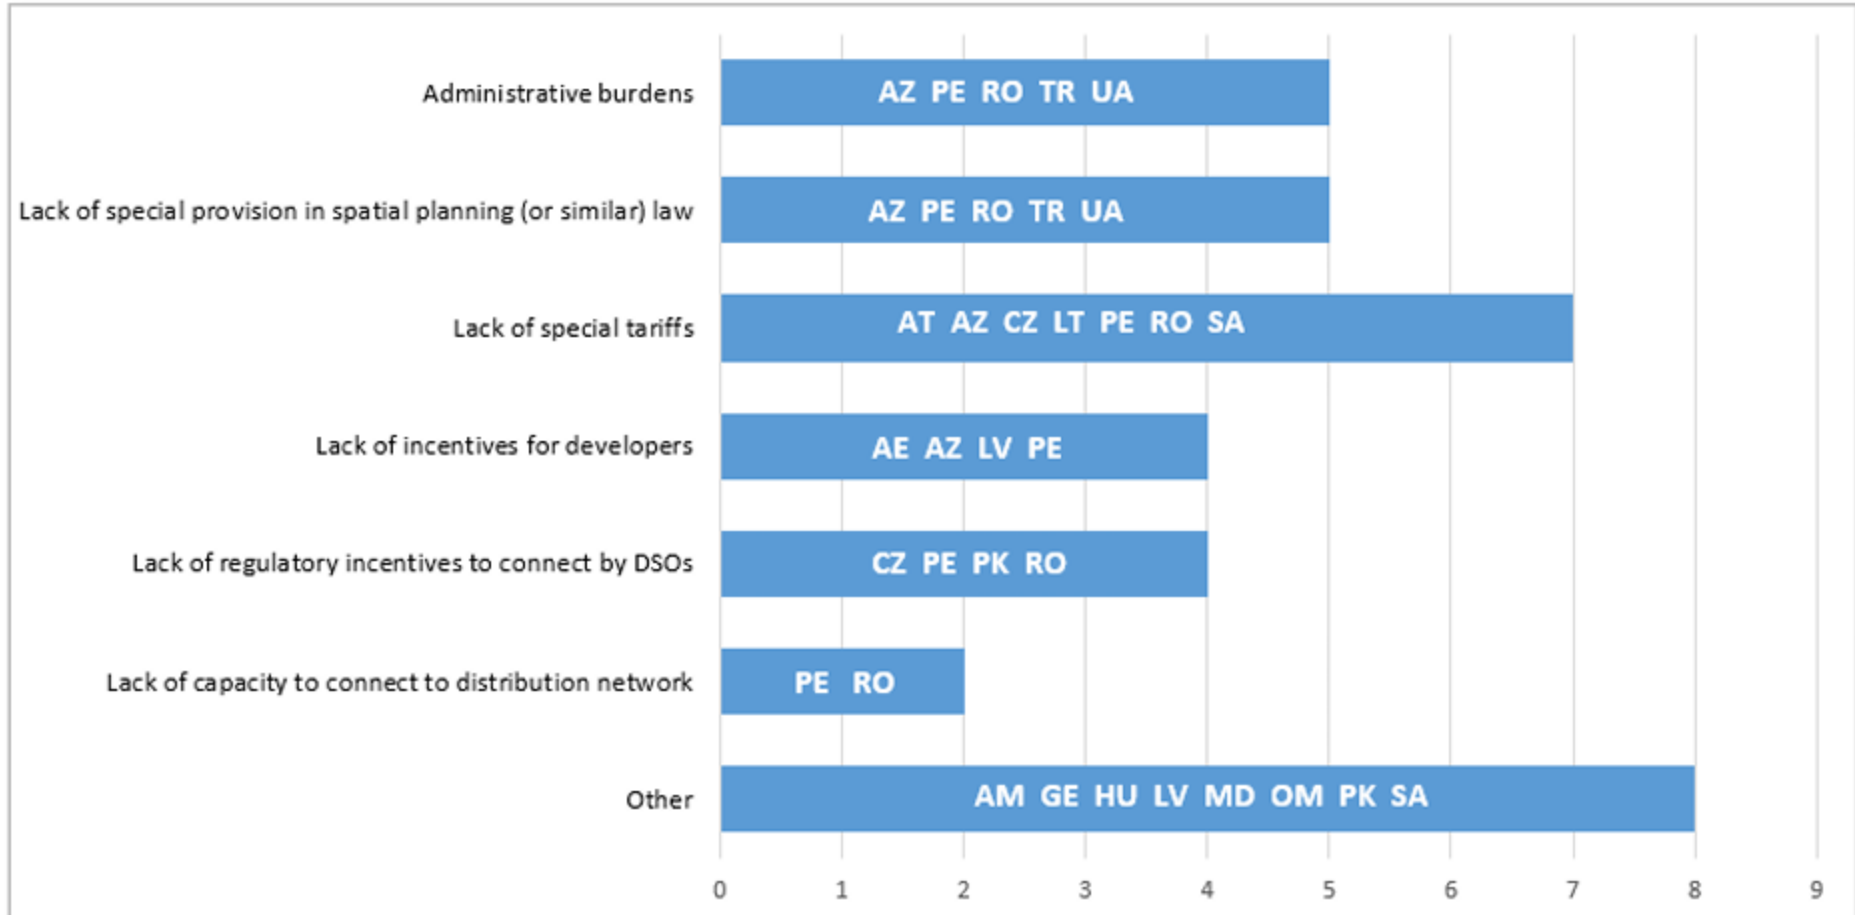 Administrative burdens AZ PE RO TR UA
Lack of special provision in spatial planning (or similar) law AZ PE RO TR UA
Lack of special tariffs AT AZ CZ LT PE RO SA
Lack of incentives for developers AE AZ LV PE
Lack of regulatory incentives to connect by DSOs CZ PE PK RO
Lack of capacity to connect to distribution network PE RO
Other AM GE HU LV MD OM PK SA
0 1 2 3 4 5 6 7 8 9